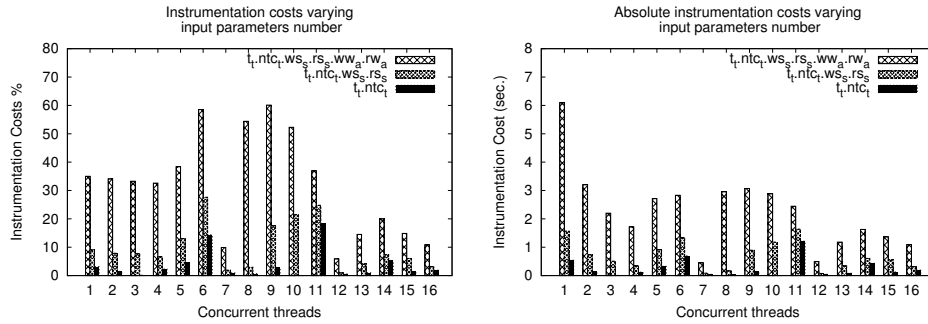 Instrumentation costs varying
input parameters number
80
70
60
50
40
30
20
10
0
Instrumentation Costs %
t_t.ntc_t.ws_s.rs_s.ww_a.rw_a
t_t.ntc_t.ws_s.rs_s
t_t.ntc_t
1 2 3 4 5 6 7 8 9 10 11 12 13 14 15 16
Concurrent threads
Absolute instrumentation costs varying
input parameters number
8
7
6
5
4
3
2
1
0
Instrumentation Cost (sec.)
t_t.ntc_t.ws_s.rs_s.ww_a.rw_a
t_t.ntc_t.ws_s.rs_s
t_t.ntc_t
1 2 3 4 5 6 7 8 9 10 11 12 13 14 15 16
Concurrent threads